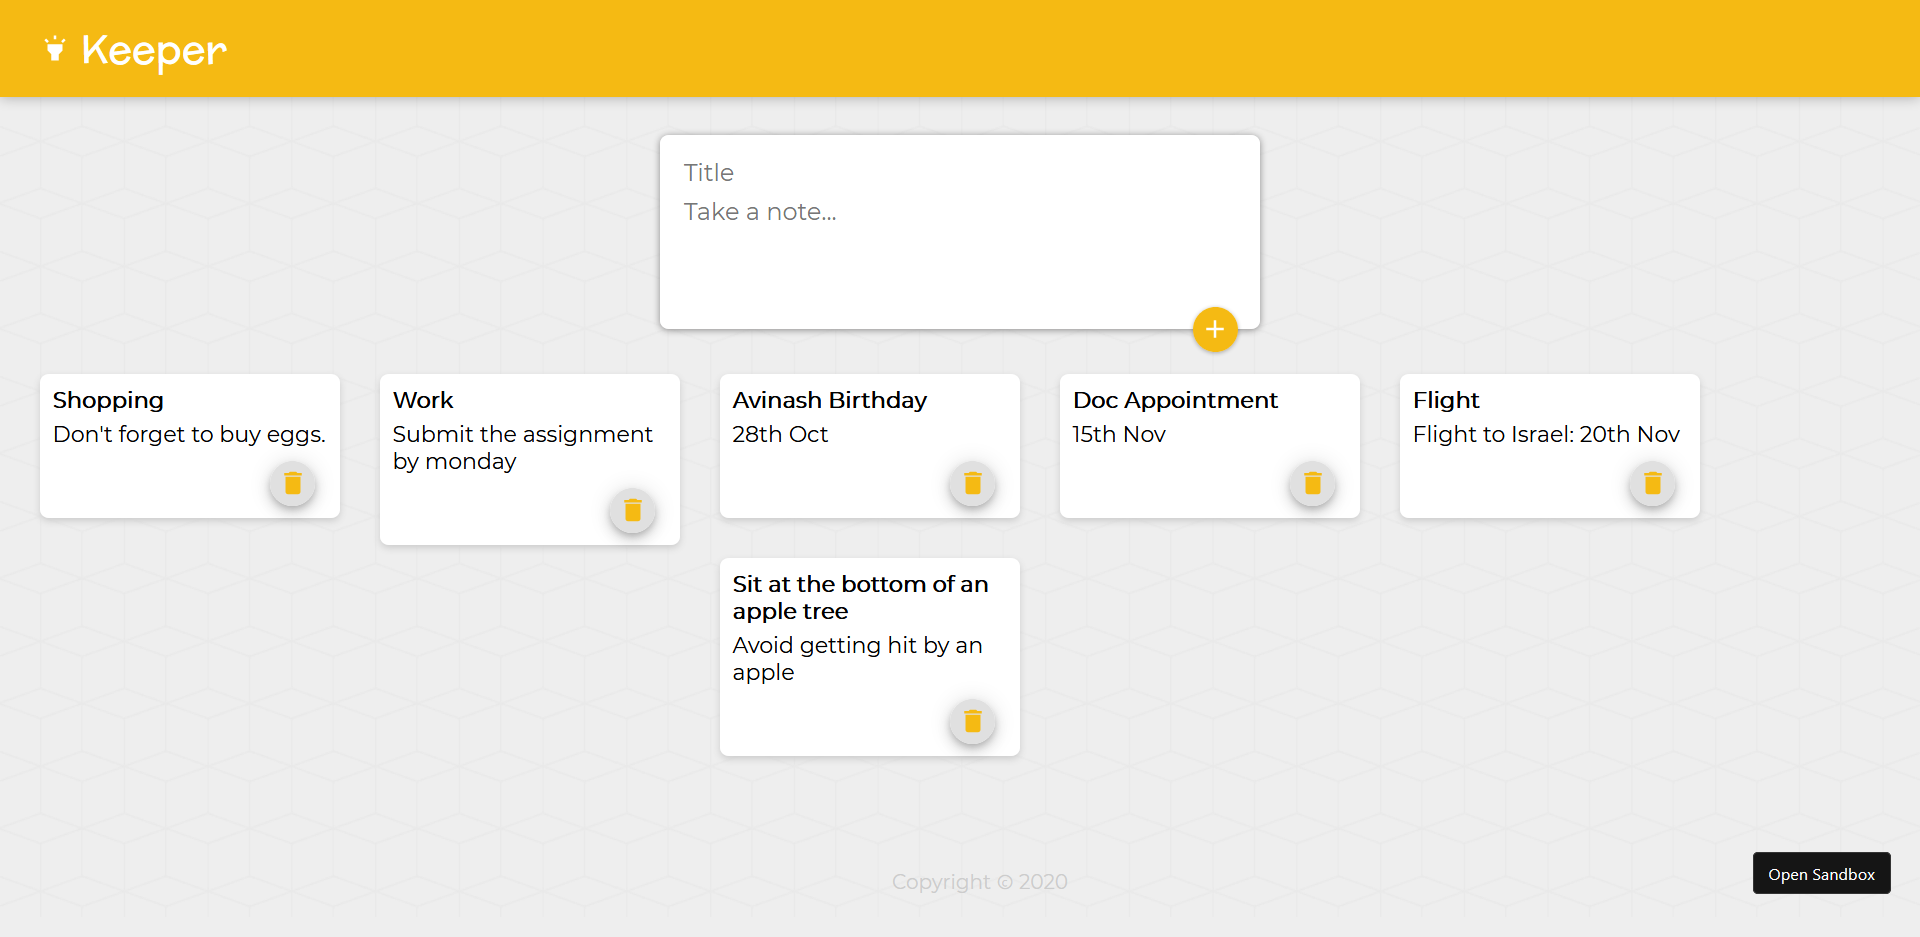 Keeper
Title
Take a note...
Shopping
Don't forget to buy eggs.
Work
Submit the assignment
by monday
Avinash Birthday
28th Oct
Doc Appointment
15th Nov
Flight
Flight to Israel: 20th Nov
Sit at the bottom of an
apple tree
Avoid getting hit by an
apple
Copyright © 2020
Open Sandbox